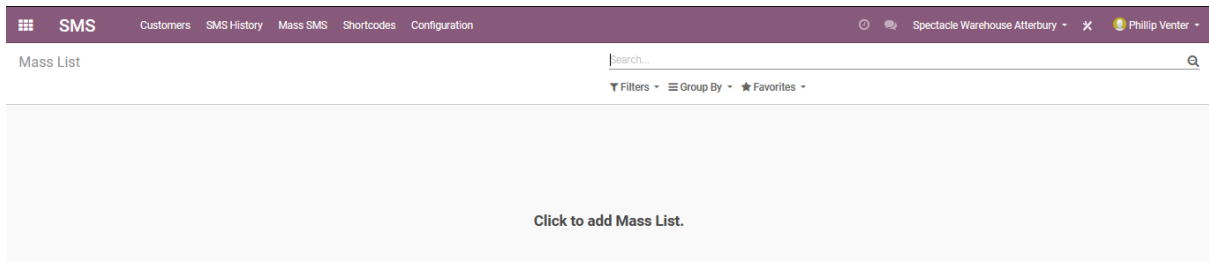 SMS Customers SMS History Mass SMS Shortcodes Configuration Spectacle Warehouse Atterbury Phillip Venter
Mass List Search...
Filters Group By Favorites
Click to add Mass List.